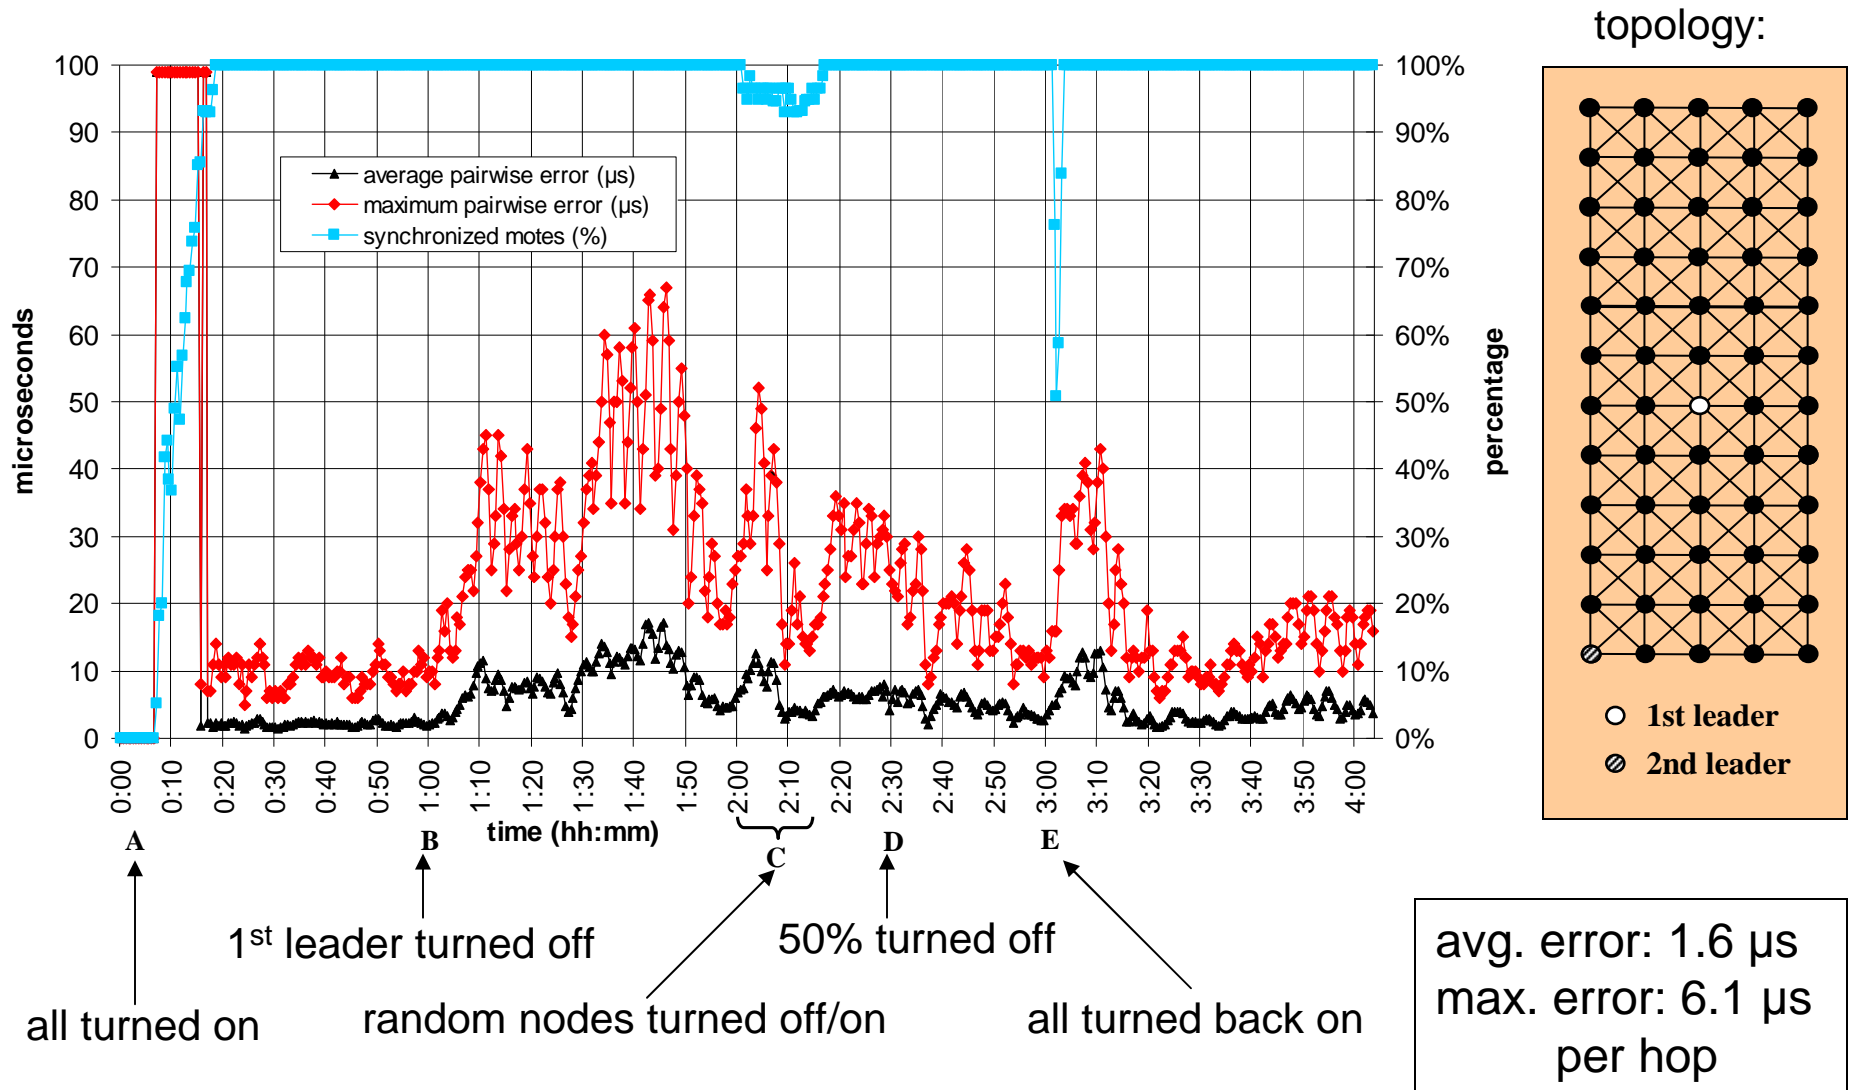 topology:
100
90
80
70
60
50
40
30
20
10
0
microseconds
100%
90%
80%
70%
60%
50%
40%
30%
20%
10%
0%
percentage
average pairwise error (μs)
maximum pairwise error (μs)
synchronized motes (%)
0:00
0:10
0:20
0:30
0:40
0:50
1:00
1:10
1:20
1:30
1:40
1:50
2:00
2:10
2:20
2:30
2:40
2:50
3:00
3:10
3:20
3:30
3:40
3:50
4:00
time (hh:mm)
A
B
C
D
E
1st leader
2nd leader
1st leader turned off
50% turned off
all turned on
random nodes turned off/on
all turned back on
avg. error: 1.6 μs
max. error: 6.1 μs
per hop